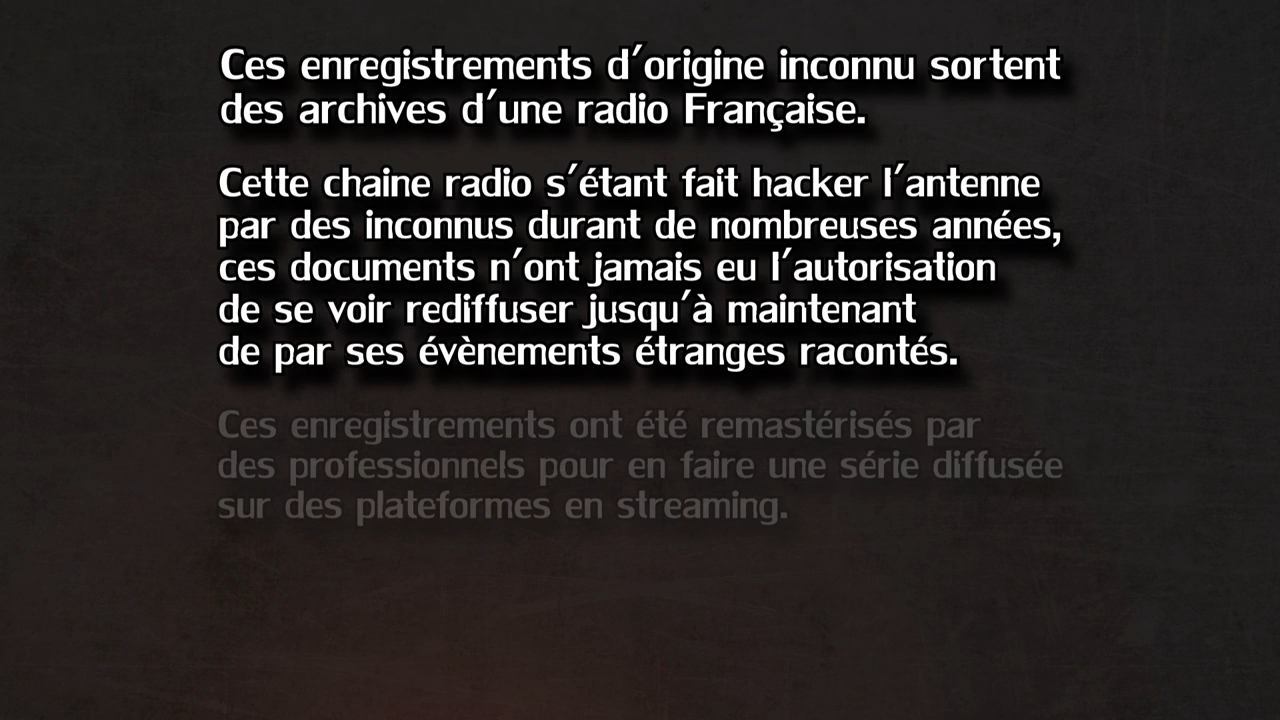 Ces enregistrements d'origine inconnu sortent
des archives d'une radio Française.
Cette chaine radio s'étant fait hacker l'antenne
par des inconnus durant de nombreuses années,
ces documents n'ont jamais eu l'autorisation
de se voir rediffuser jusqu'à maintenant
de par ses évènements étranges racontés.
Ces enregistrements ont été remastérisés par
des professionnels pour en faire une série diffusée
sur des plateformes en streaming.